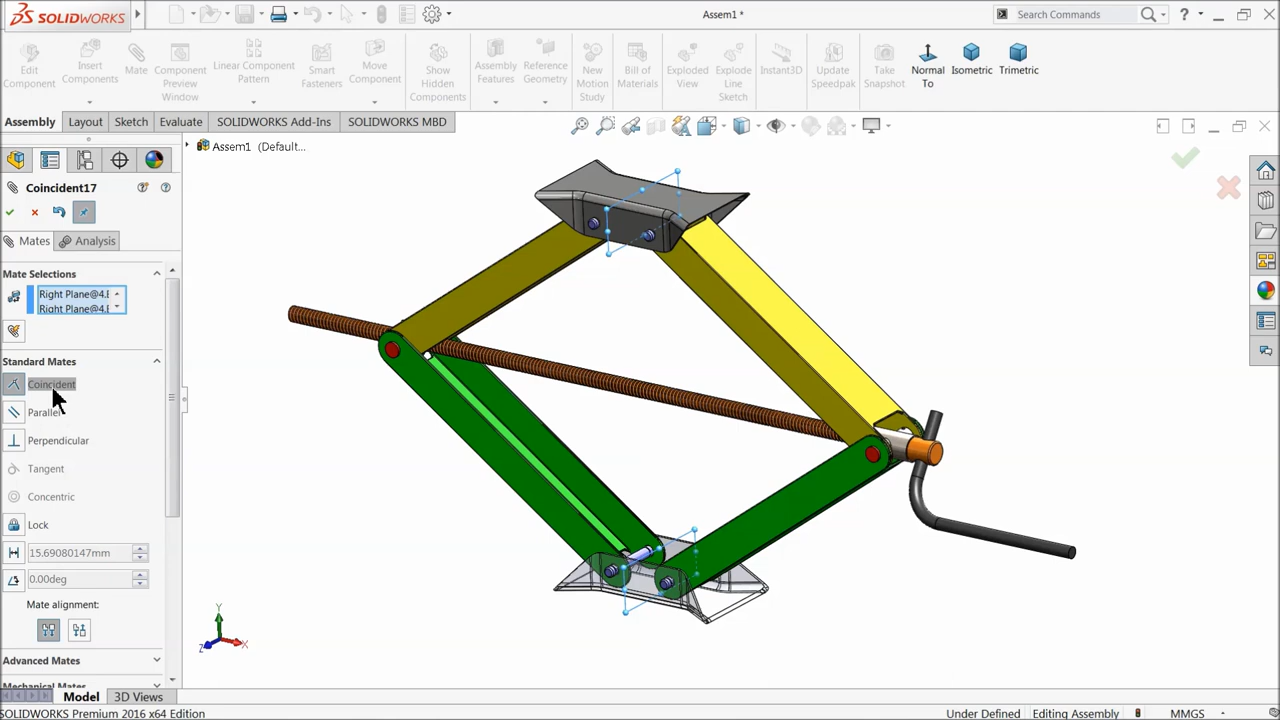 SOLIDWORKS
Assem1 *
Search Commands
?
Edit
Component
Insert
Components
Mate
Component
Preview
Window
Linear Component
Pattern
Smart
Fasteners
Move
Component
Show
Hidden
Components
Assembly
Features
Reference
Geometry
New
Motion
Study
Bill of
Materials
Exploded
View
Explode
Line
Sketch
Instant3D
Update
Speedpak
Take
Snapshot
Normal
To
Isometric
Trimetric
Assembly
Layout
Sketch
Evaluate
SOLIDWORKS Add-Ins
SOLIDWORKS MBD
Assem1 (Default...
Coincident17
Mates
Analysis
Mate Selections
Right Plane@4.
Right Plane@4.
Standard Mates
Coincident
Parallel
Perpendicular
Tangent
Concentric
Lock
15.69080147mm
0.00deg
Mate alignment:
Advanced Mates
Y
Z
X
Model
3D Views
SOLIDWORKS Premium 2016 x64 Edition
Under Defined
Editing Assembly
MMGS